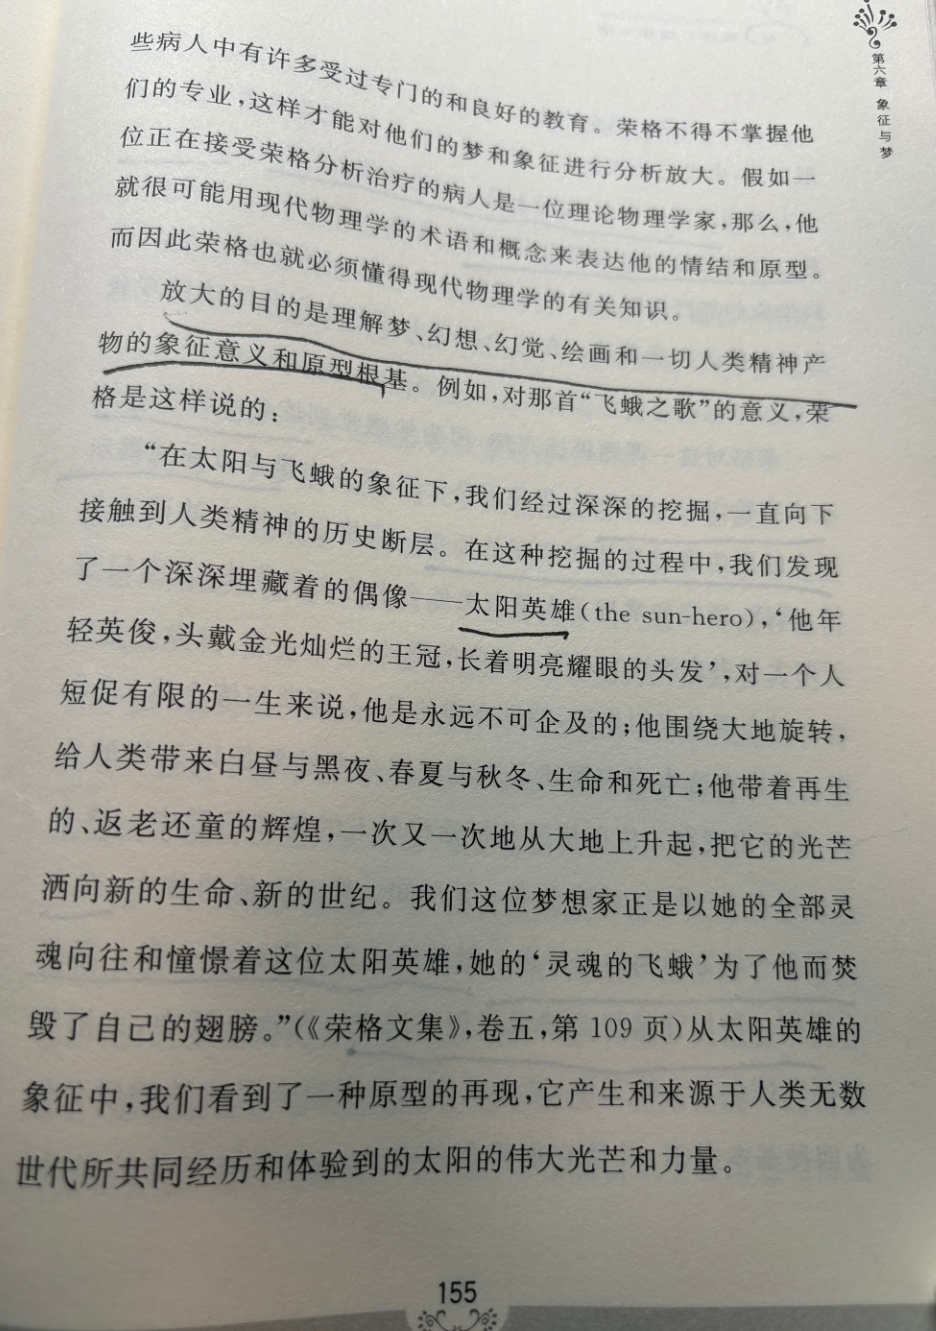 第六章 象征与梦
些病人中有许多受过专门的和良好的教育。荣格不得不掌握他
们的专业，这样才能对他们的梦和象征进行分析放大。假如一
位正在接受荣格分析治疗的病人是一位理论物理学家，那么，他
就很可能用现代物理学的术语和概念来表达他的情结和原型。
而因此荣格也就必须懂得现代物理学的有关知识。
放大的目的是理解梦、幻想、幻觉、绘画和一切人类精神产
物的象征意义和原型根基。例如，对那首“飞蛾之歌”的意义，荣
格是这样说的：
“在太阳与飞蛾的象征下，我们经过深深的挖掘，一直向下
接触到人类精神的历史断层。在这种挖掘的过程中，我们发现
了一个深深埋藏着的偶像——太阳英雄(the sun-hero)，‘他年
轻英俊，头戴金光灿烂的王冠，长着明亮耀眼的头发’，对一个人
短促有限的一生来说，他是永远不可企及的；他围绕大地旋转，
给人类带来白昼与黑夜、春夏与秋冬、生命和死亡；他带着再生
的、返老还童的辉煌，一次又一次地从大地上升起，把它的光芒
洒向新的生命、新的世纪。我们这位梦想家正是以她的全部灵
魂向往和憧憬着这位太阳英雄，她的‘灵魂的飞蛾’为了他而焚
毁了自己的翅膀。”(《荣格文集》，卷五，第 109 页)从太阳英雄的
象征中，我们看到了一种原型的再现，它产生和来源于人类无数
世代所共同经历和体验到的太阳的伟大光芒和力量。
155